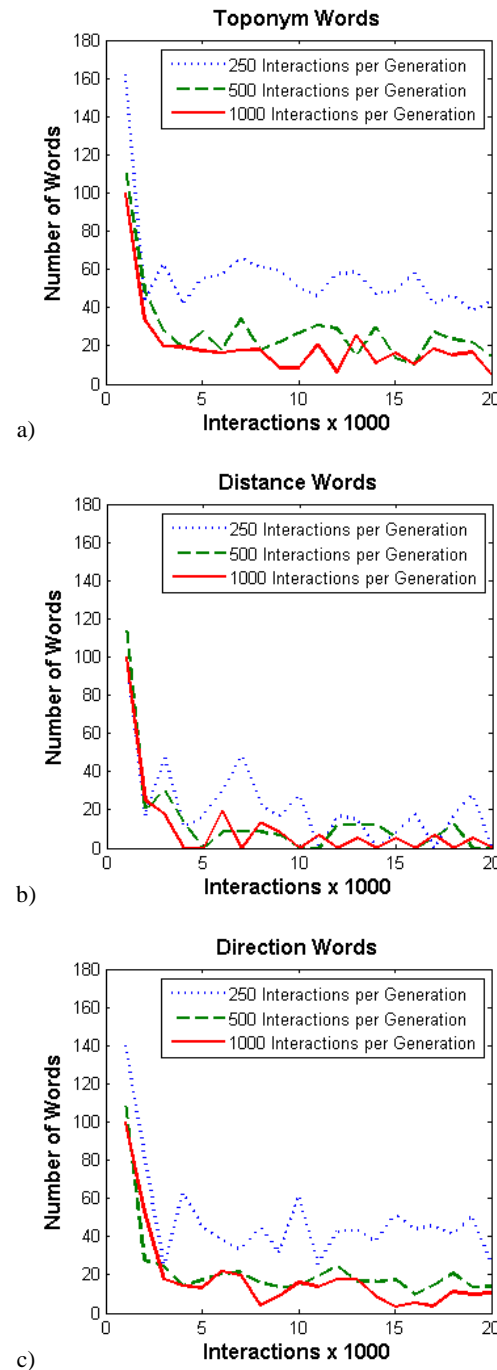 Toponym Words
180
160
140
120
100
80
60
40
20
0
Number of Words
250 Interactions per Generation
500 Interactions per Generation
1000 Interactions per Generation
0 5 10 15 20
Interactions x 1000
a)
Distance Words
180
160
140
120
100
80
60
40
20
0
Number of Words
250 Interactions per Generation
500 Interactions per Generation
1000 Interactions per Generation
0 5 10 15 20
Interactions x 1000
b)
Direction Words
180
160
140
120
100
80
60
40
20
0
Number of Words
250 Interactions per Generation
500 Interactions per Generation
1000 Interactions per Generation
0 5 10 15 20
Interactions x 1000
c)